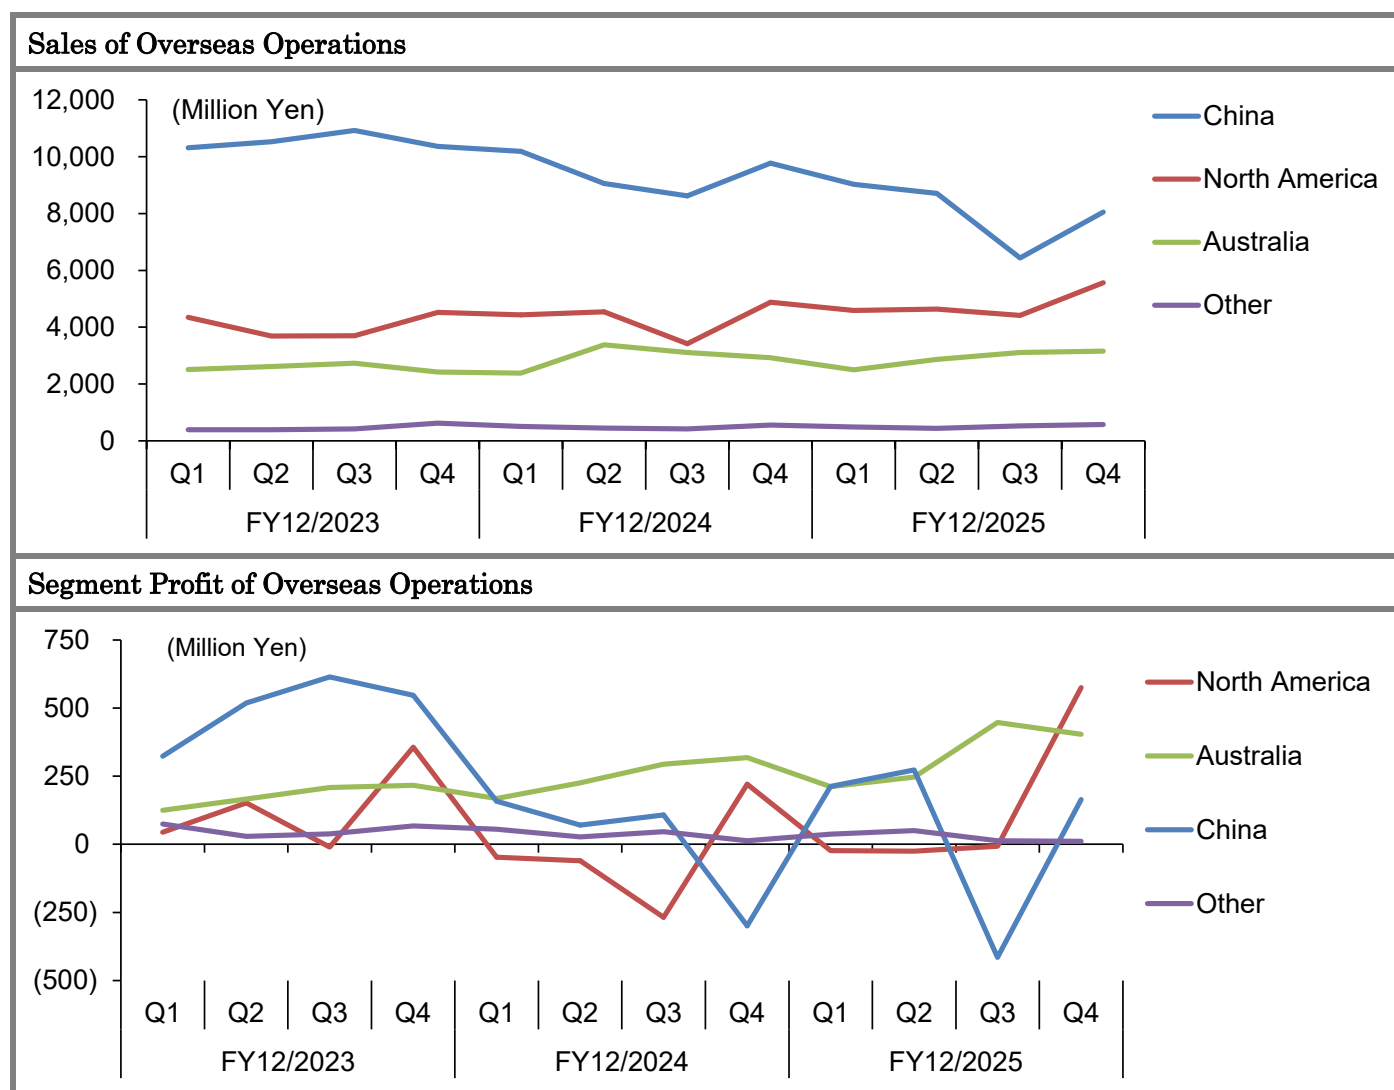 Sales of Overseas Operations
(Million Yen)
12,000
10,000
8,000
6,000
4,000
2,000
0
China
North America
Australia
Other
Q1 Q2 Q3 Q4 Q1 Q2 Q3 Q4 Q1 Q2 Q3 Q4
FY12/2023 FY12/2024 FY12/2025
Segment Profit of Overseas Operations
(Million Yen)
750
500
250
0
(250)
(500)
North America
Australia
China
Other
Q1 Q2 Q3 Q4 Q1 Q2 Q3 Q4 Q1 Q2 Q3 Q4
FY12/2023 FY12/2024 FY12/2025